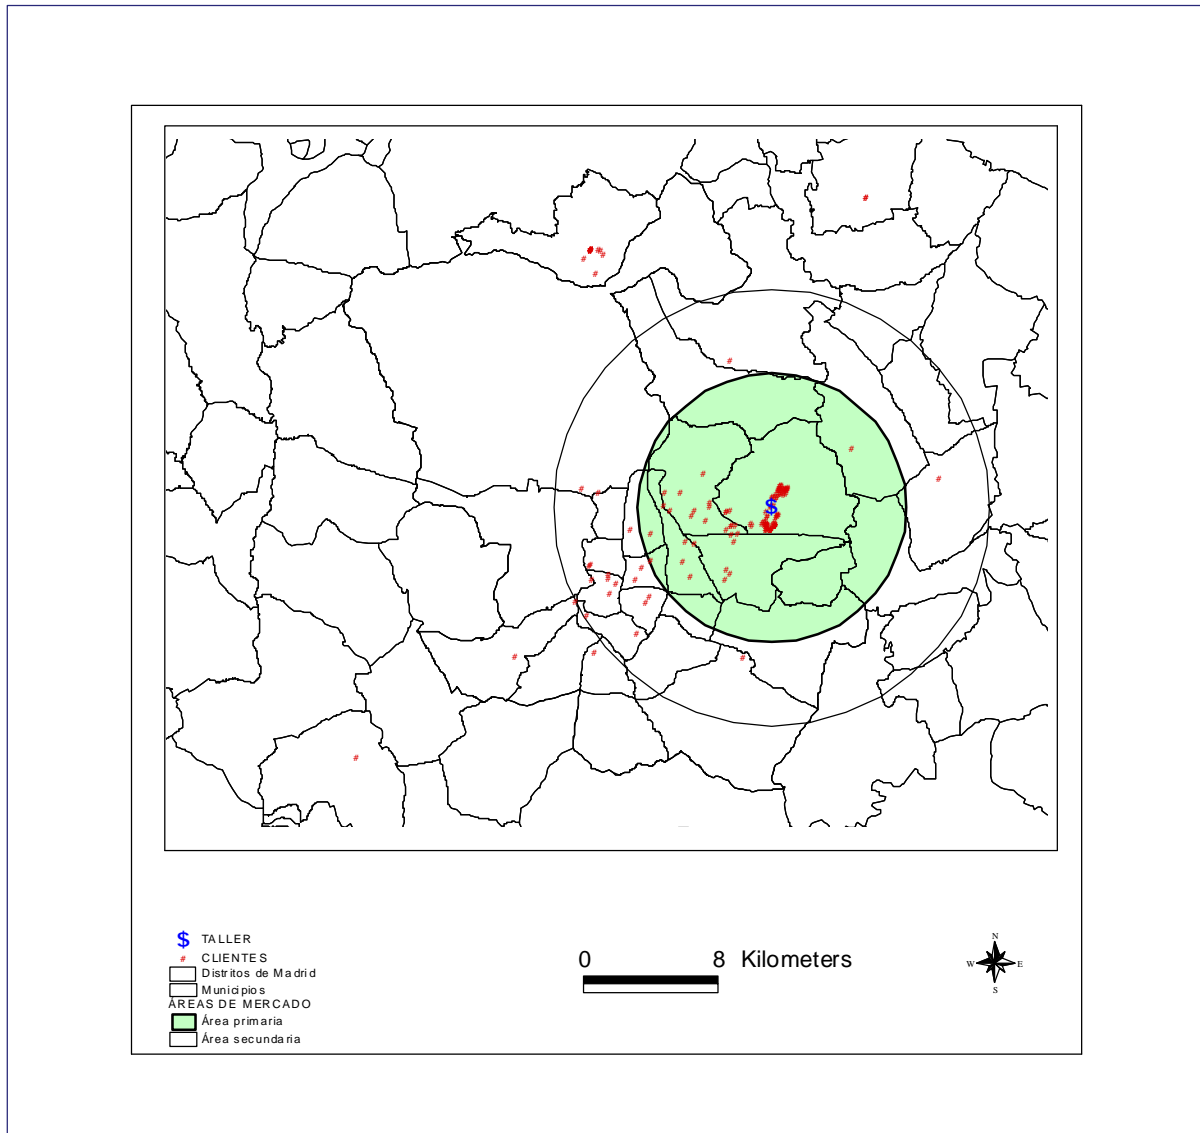 $ TALLER
# CLIENTES
Distritos de Madrid
Municipios
ÁREAS DE MERCADO
Área primaria
Área secundaria
0 8 Kilometers
N
W E
S